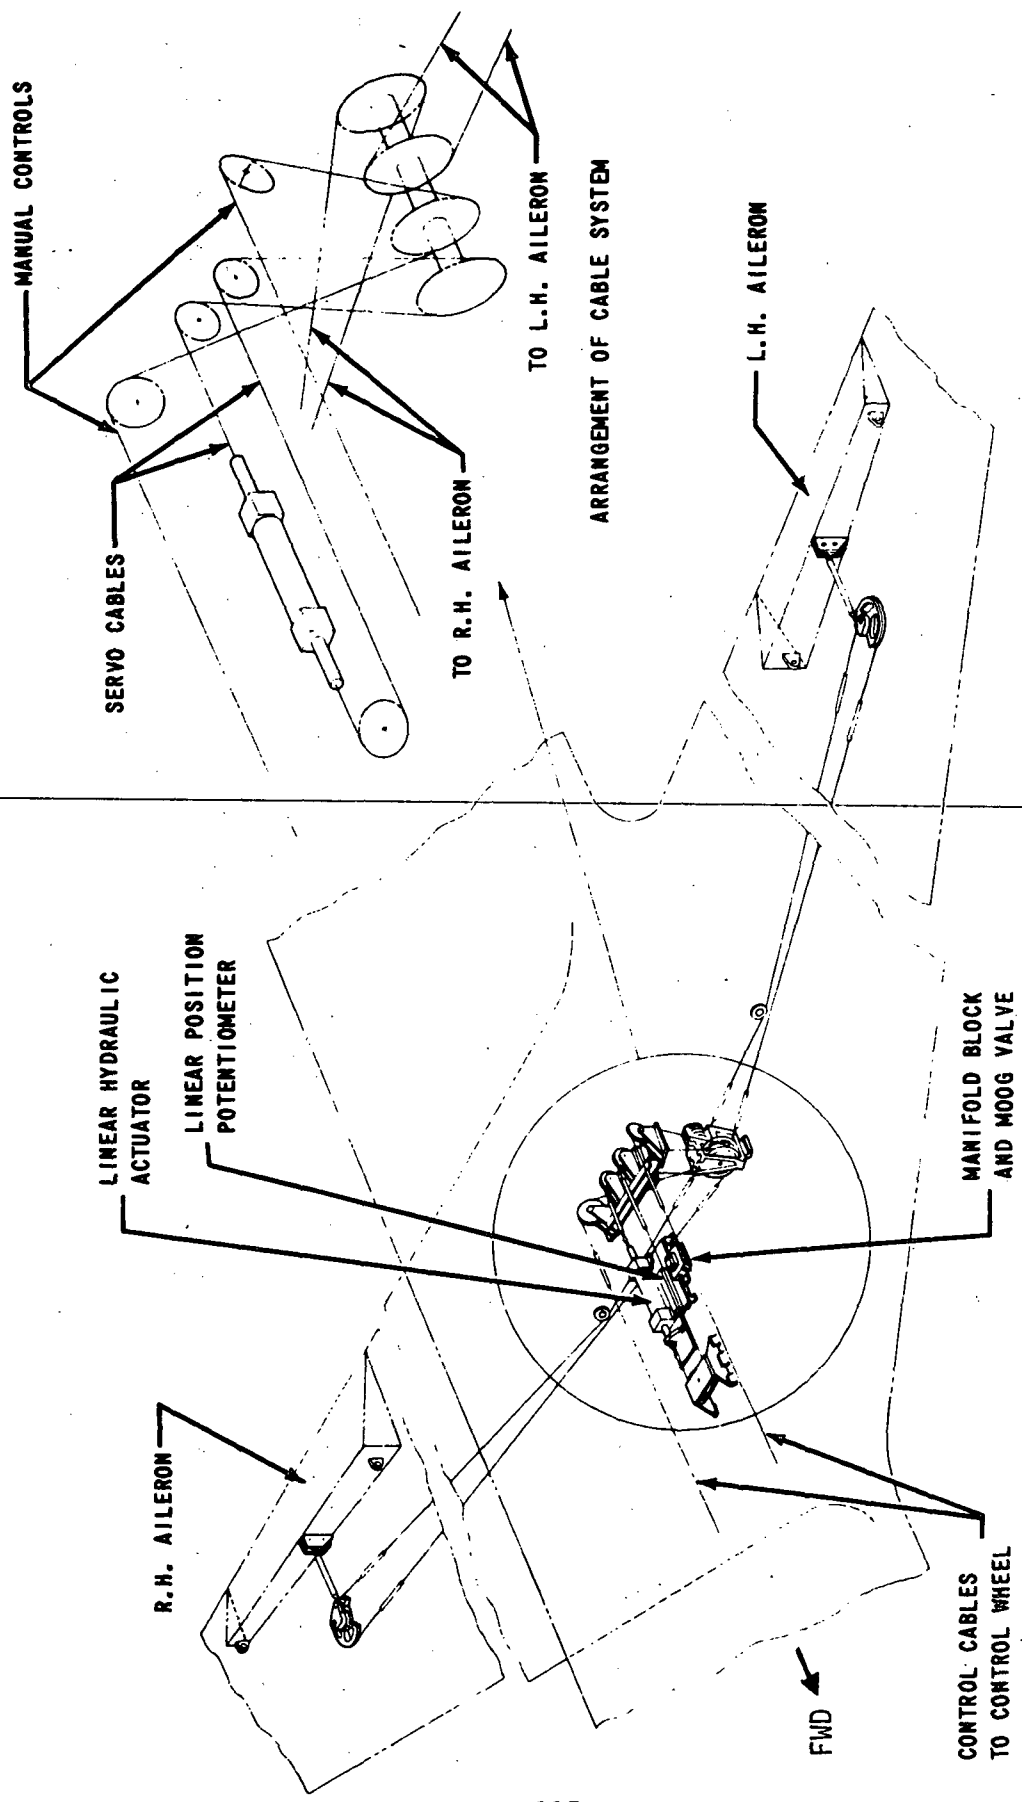 MANUAL CONTROLS
SERVO CABLES
TO R.H. AILERON
TO L.H. AILERON
ARRANGEMENT OF CABLE SYSTEM
LINEAR HYDRAULIC
ACTUATOR
LINEAR POSITION
POTENTIOMETER
R.H. AILERON
L.H. AILERON
MANIFOLD BLOCK
AND MOOG VALVE
FWD
CONTROL CABLES
TO CONTROL WHEEL